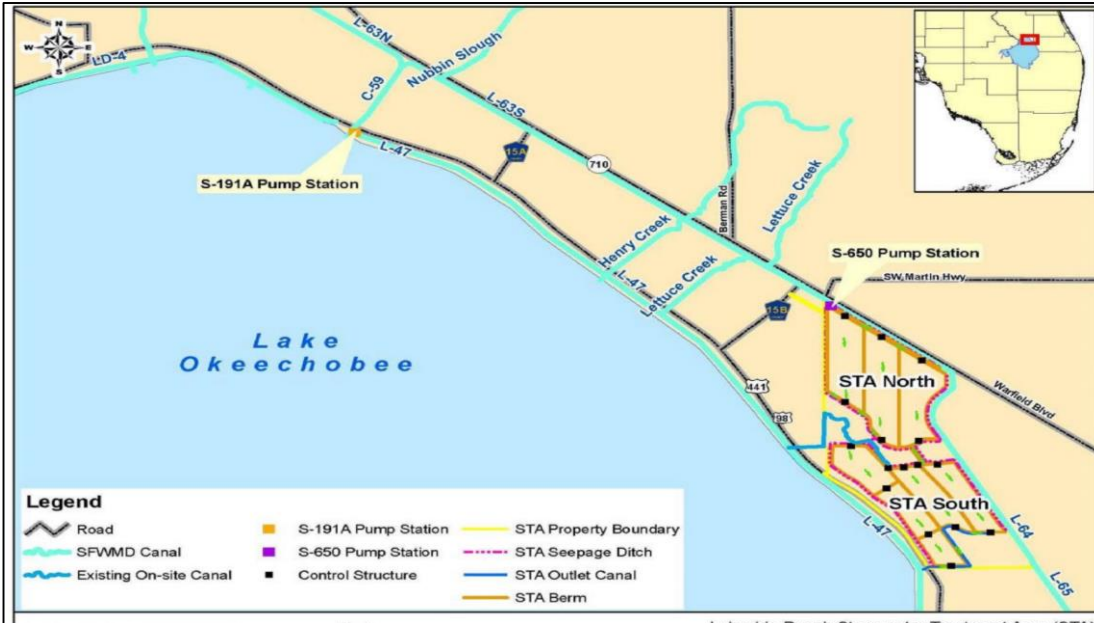 N
W E
S
LD-4
L-63N
Nubbin Slough
C-59
L-63S
L-47
15A
710
S-191A Pump Station
Berman Rd
Lettuce Creek
Henry Creek
S-650 Pump Station
SW Martin Hwy
L-47
Lettuce Creek
15B
Lake
Okeechobee
STA North
441
Warfield Blvd
98
STA South
L-47
L-64
L-65
Legend
Road
SFWMD Canal
Existing On-site Canal
S-191A Pump Station
S-650 Pump Station
Control Structure
STA Property Boundary
STA Seepage Ditch
STA Outlet Canal
STA Berm